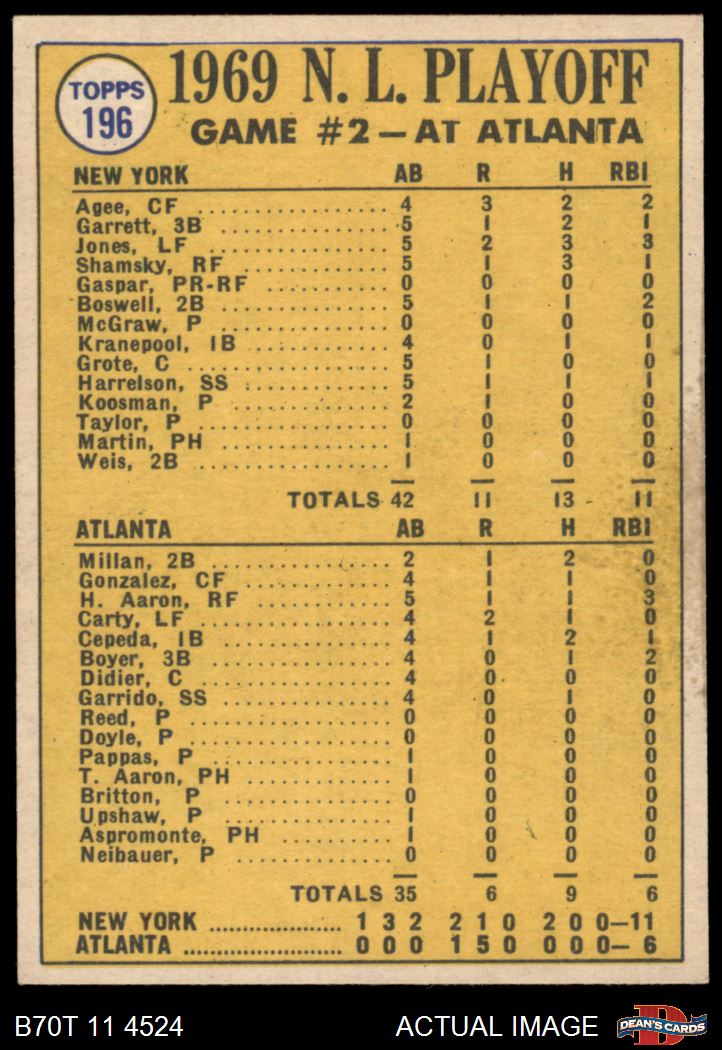 TOPPS
196
1969 N. L. PLAYOFF
GAME #2—AT ATLANTA
NEW YORK AB R H RBI
Agee, CF .................... 4 3 2 2
Garrett, 3B .................... 5 1 2 1
Jones, LF .................... 5 2 3 3
Shamsky, RF .................... 5 1 3 1
Gaspar, PR-RF .................... 0 0 0 0
Boswell, 2B .................... 5 1 1 2
McGraw, P .................... 0 0 0 0
Kranepool, 1B .................... 4 0 1 1
Grote, C .................... 5 1 0 0
Harrelson, SS .................... 5 1 1 1
Koosman, P .................... 2 1 0 0
Taylor, P .................... 0 0 0 0
Martin, PH .................... 1 0 0 0
Weis, 2B .................... 1 0 0 0
TOTALS 42 11 13 11
ATLANTA AB R H RBI
Millan, 2B .................... 2 1 2 0
Gonzalez, CF .................... 4 1 1 0
H. Aaron, RF .................... 5 1 1 3
Carty, LF .................... 4 2 1 0
Cepeda, 1B .................... 4 1 2 1
Boyer, 3B .................... 4 0 1 2
Didier, C .................... 4 0 0 0
Garrido, SS .................... 4 0 1 0
Reed, P .................... 0 0 0 0
Doyle, P .................... 0 0 0 0
Pappas, P .................... 1 0 0 0
T. Aaron, PH .................... 1 0 0 0
Britton, P .................... 0 0 0 0
Upshaw, P .................... 1 0 0 0
Aspromonte, PH .................... 1 0 0 0
Neibauer, P .................... 0 0 0 0
TOTALS 35 6 9 6
NEW YORK .................... 1 3 2 2 1 0 2 0 0—11
ATLANTA .................... 0 0 0 1 5 0 0 0 0— 6
B70T 11 4524 ACTUAL IMAGE
D
DEAN'S CARDS